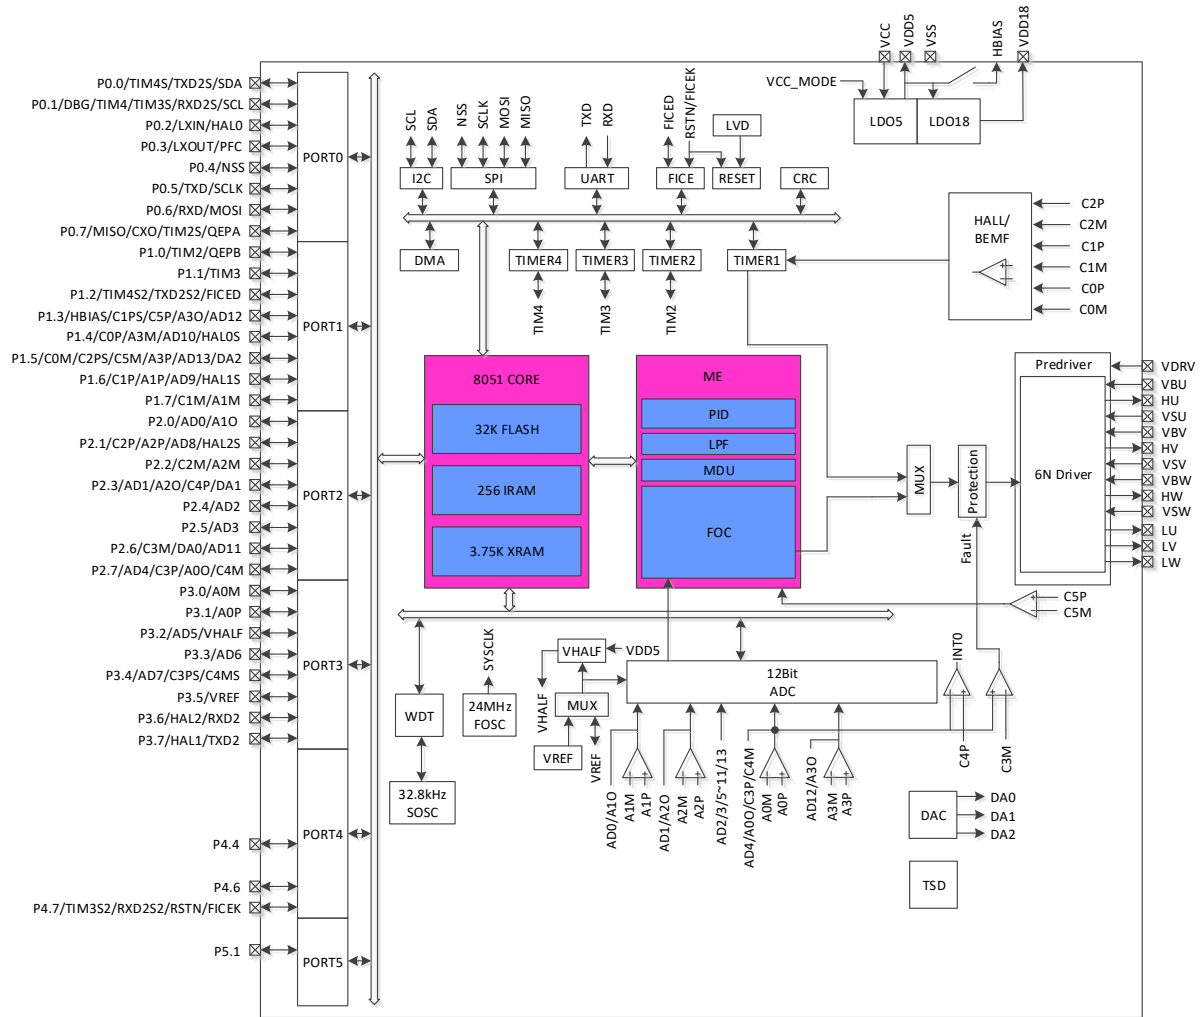 VCC
VDD5
VSS
HBIAS
VDD18
VCC_MODE
LDO5
LDO18
P0.0/TIM4S/TXD2S/SDA
P0.1/DBG/TIM4/TIM3S/RXD2S/SCL
P0.2/LXIN/HAL0
P0.3/LXOUT/PFC
P0.4/NSS
P0.5/TXD/SCLK
P0.6/RXD/MOSI
P0.7/MISO/CXO/TIM2S/QEPA
PORT0
P1.0/TIM2/QEPB
P1.1/TIM3
P1.2/TIM4S2/TXD2S2/FICED
P1.3/HBIAS/C1PS/C5P/A3O/AD12
P1.4/C0P/A3M/AD10/HAL0S
P1.5/C0M/C2PS/C5M/A3P/AD13/DA2
P1.6/C1P/A1P/AD9/HAL1S
P1.7/C1M/A1M
PORT1
P2.0/AD0/A1O
P2.1/C2P/A2P/AD8/HAL2S
P2.2/C2M/A2M
P2.3/AD1/A2O/C4P/DA1
P2.4/AD2
P2.5/AD3
P2.6/C3M/DA0/AD11
P2.7/AD4/C3P/A0O/C4M
PORT2
P3.0/A0M
P3.1/A0P
P3.2/AD5/VHALF
P3.3/AD6
P3.4/AD7/C3PS/C4MS
P3.5/VREF
P3.6/HAL2/RXD2
P3.7/HAL1/TXD2
PORT3
P4.4
P4.6
P4.7/TIM3S2/RXD2S2/RSTN/FICEK
PORT4
P5.1
PORT5
SCL
SDA
NSS
SCLK
MOSI
MISO
TXD
RXD
FICED
RSTN/FICEK
LVD
I2C
SPI
UART
FICE
RESET
CRC
DMA
TIMER4
TIMER3
TIMER2
TIMER1
TIM4
TIM3
TIM2
HALL/
BEMF
C2P
C2M
C1P
C1M
C0P
C0M
8051 CORE
32K FLASH
256 IRAM
3.75K XRAM
ME
PID
LPF
MDU
FOC
MUX
Protection
Fault
Predriver
6N Driver
VDRV
VBU
HU
VSU
VBV
HV
VSV
VBW
HW
VSW
LU
LV
LW
C5P
C5M
WDT
32.8kHz
SOSC
SYSCLK
24MHz
FOSC
VHALF
VDD5
VHALF
MUX
VREF
VREF
12Bit
ADC
AD0/A1O
A1M
A1P
AD1/A2O
A2M
A2P
AD2/3/5~11/13
AD4/A0O/C3P/C4M
A0M
A0P
AD12/A3O
A3M
A3P
INT0
C4P
C3M
DAC
DA0
DA1
DA2
TSD